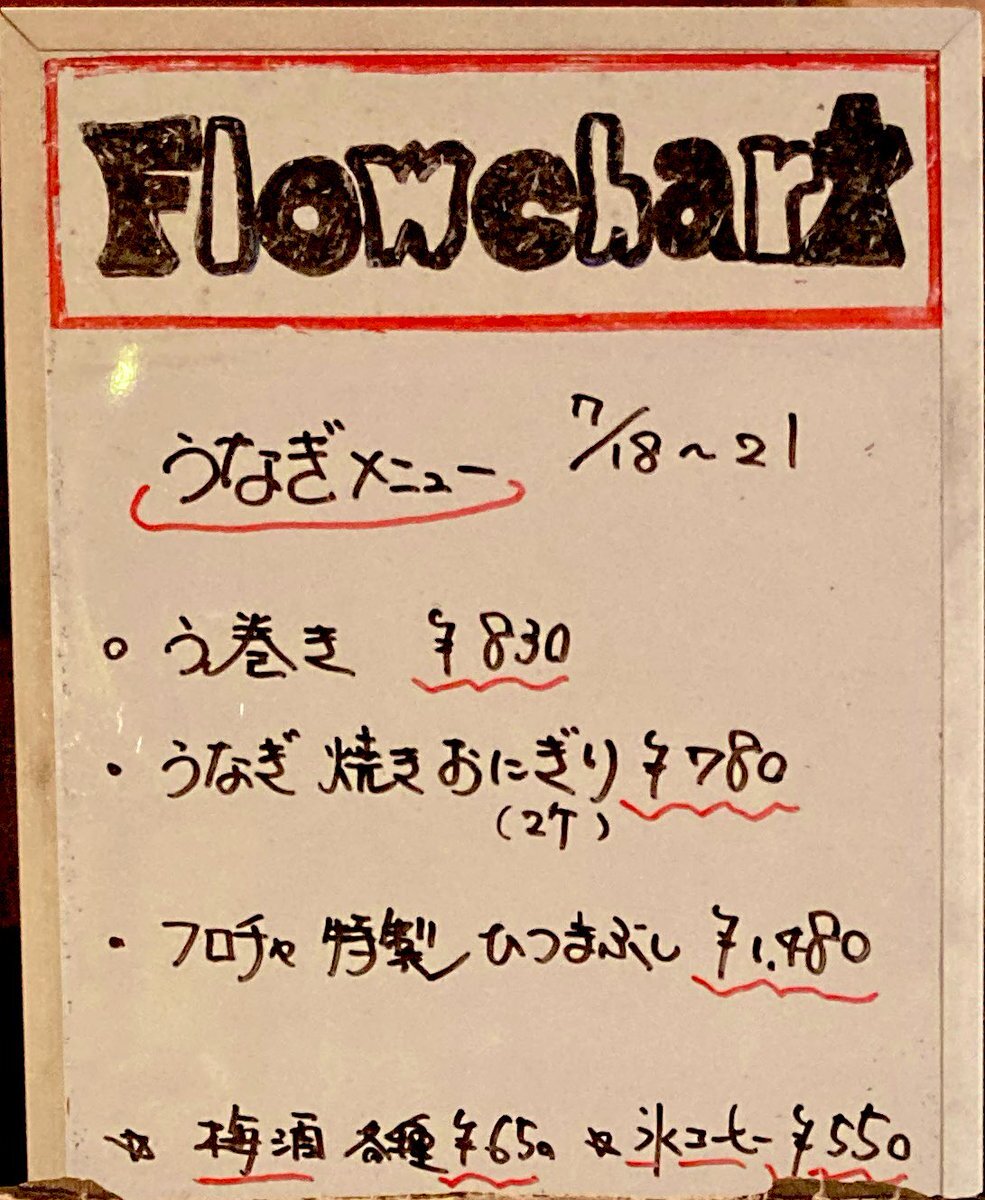 Flowchart
うなぎメニュー 7/18～21
○ う巻き ¥830
・うなぎ 焼きおにぎり ¥780
(2ケ)
・フロチャ 特製 ひつまぶし ¥1,480
☆ 梅酒 各種 ¥650 ☆ 氷コーヒー ¥550